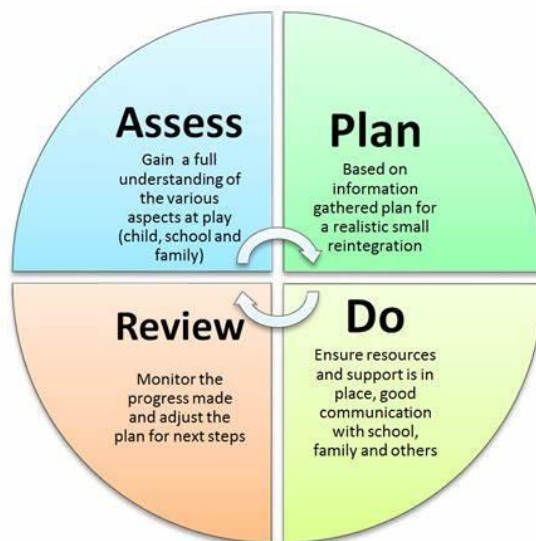 Assess
Gain a full
understanding of
the various
aspects at play
(child, school and
family)
Plan
Based on
information
gathered plan for
a realistic small
reintegration
Review
Monitor the
progress made
and adjust the
plan for next steps
Do
Ensure resources
and support is in
place, good
communication
with school,
family and others